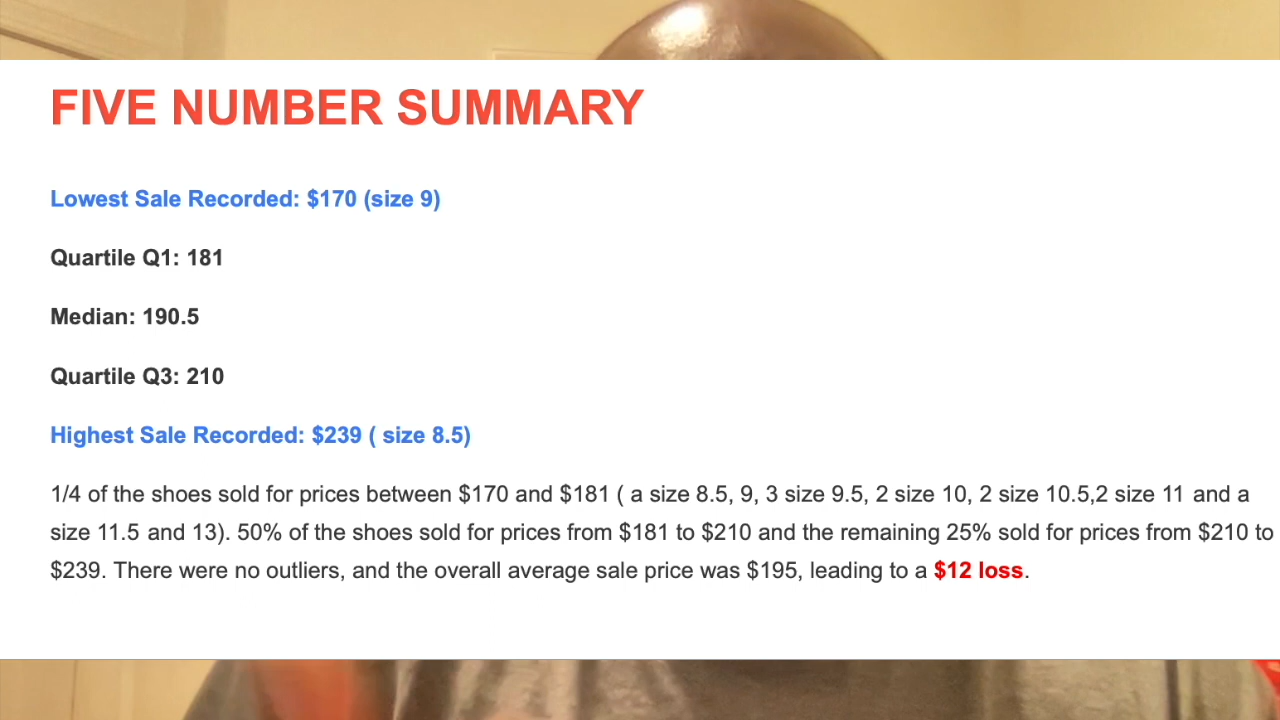 FIVE NUMBER SUMMARY
Lowest Sale Recorded: $170 (size 9)
Quartile Q1: 181
Median: 190.5
Quartile Q3: 210
Highest Sale Recorded: $239 ( size 8.5)
1/4 of the shoes sold for prices between $170 and $181 ( a size 8.5, 9, 3 size 9.5, 2 size 10, 2 size 10.5,2 size 11 and a
size 11.5 and 13). 50% of the shoes sold for prices from $181 to $210 and the remaining 25% sold for prices from $210 to
$239. There were no outliers, and the overall average sale price was $195, leading to a $12 loss.